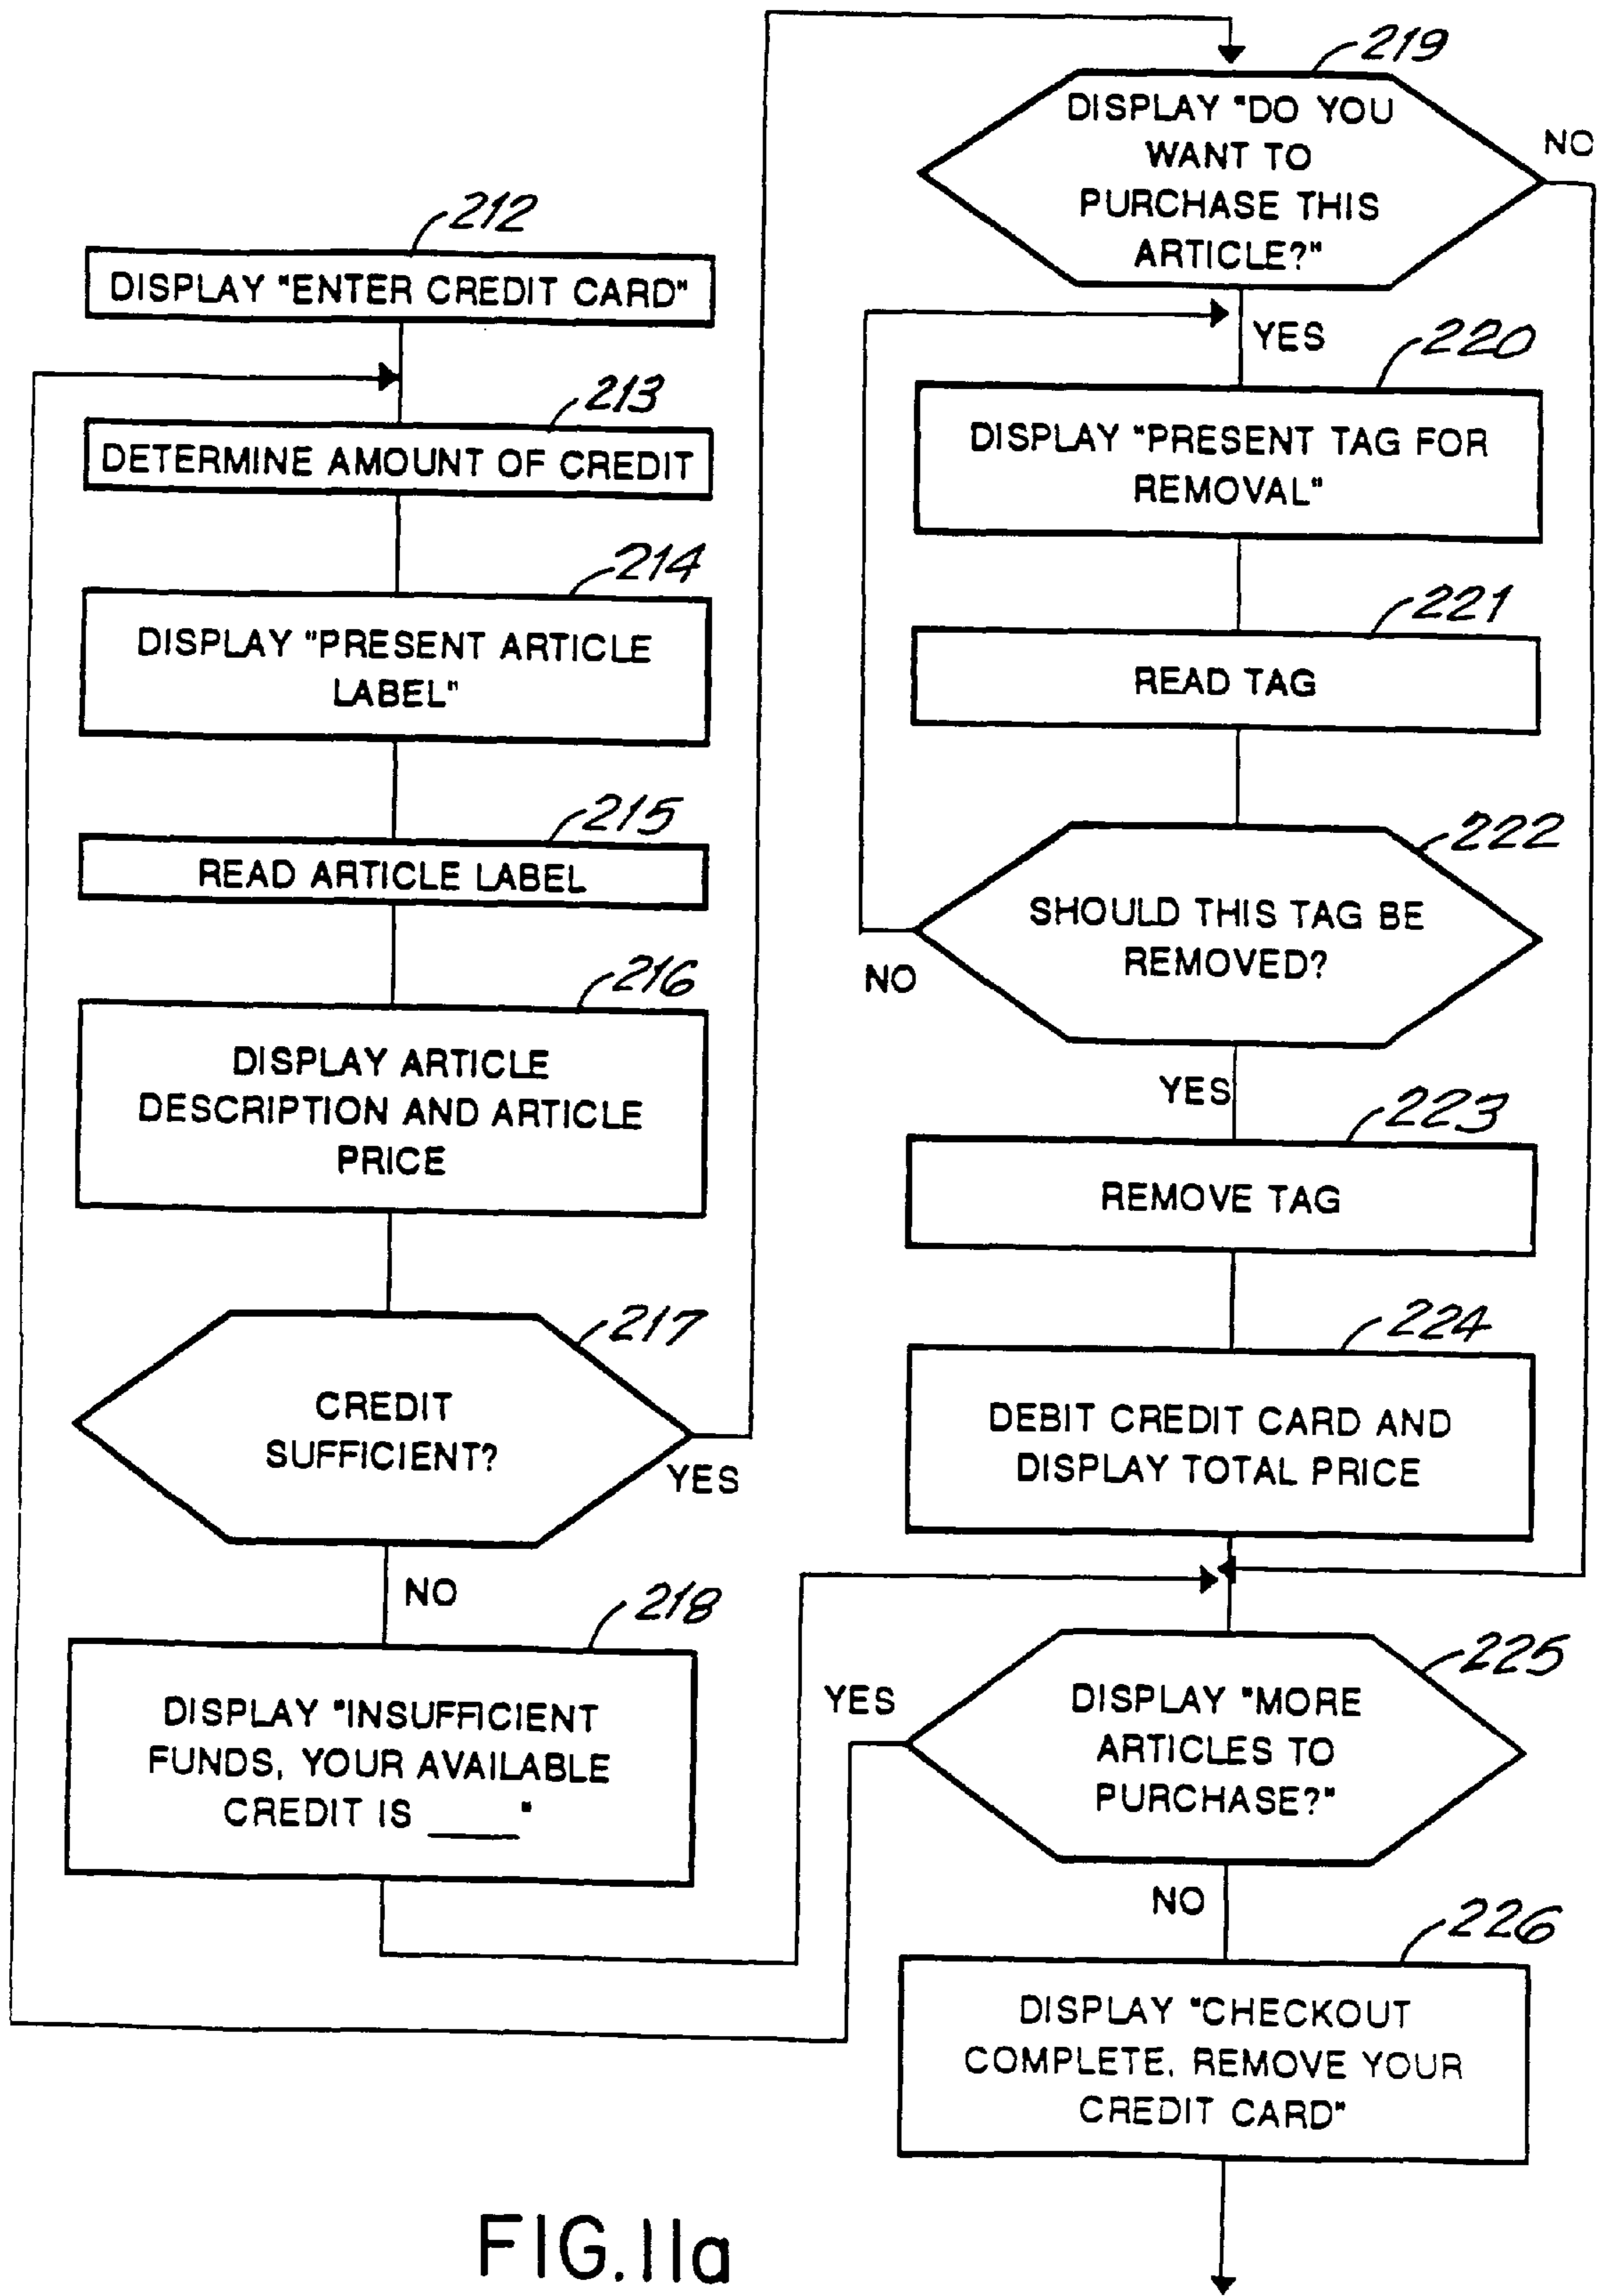 212
DISPLAY "ENTER CREDIT CARD"
213
DETERMINE AMOUNT OF CREDIT
214
DISPLAY "PRESENT ARTICLE
LABEL"
215
READ ARTICLE LABEL
216
DISPLAY ARTICLE
DESCRIPTION AND ARTICLE
PRICE
217
CREDIT
SUFFICIENT?
YES
NO
218
DISPLAY "INSUFFICIENT
FUNDS, YOUR AVAILABLE
CREDIT IS ____"
219
DISPLAY "DO YOU
WANT TO
PURCHASE THIS
ARTICLE?"
NO
YES
220
DISPLAY "PRESENT TAG FOR
REMOVAL"
221
READ TAG
222
SHOULD THIS TAG BE
REMOVED?
NO
YES
223
REMOVE TAG
224
DEBIT CREDIT CARD AND
DISPLAY TOTAL PRICE
225
YES
DISPLAY "MORE
ARTICLES TO
PURCHASE?"
NO
226
DISPLAY "CHECKOUT
COMPLETE, REMOVE YOUR
CREDIT CARD"
FIG.11a